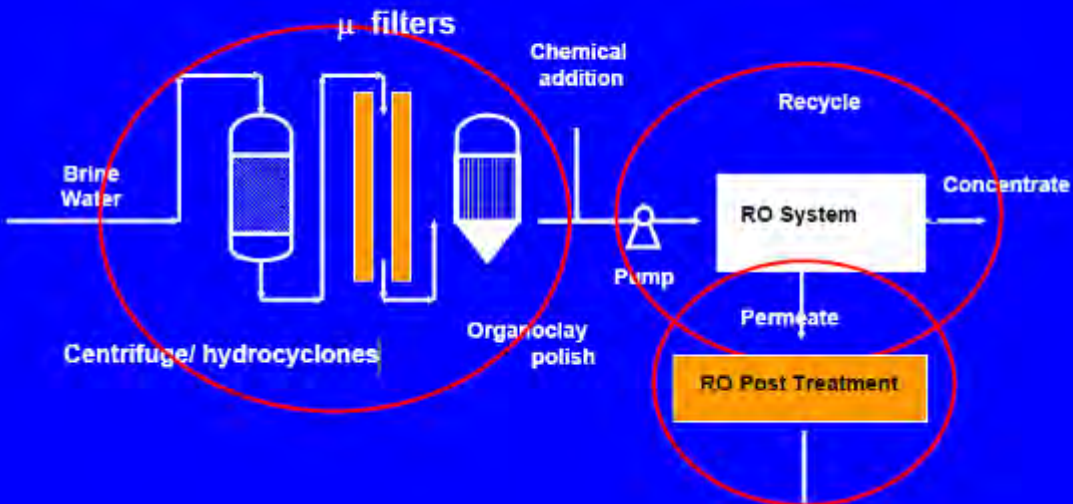 μ filters
Chemical
addition
Recycle
Brine
Water
Concentrate
RO System
Pump
Permeate
Organoclay
polish
Centrifuge/ hydrocyclones
RO Post Treatment